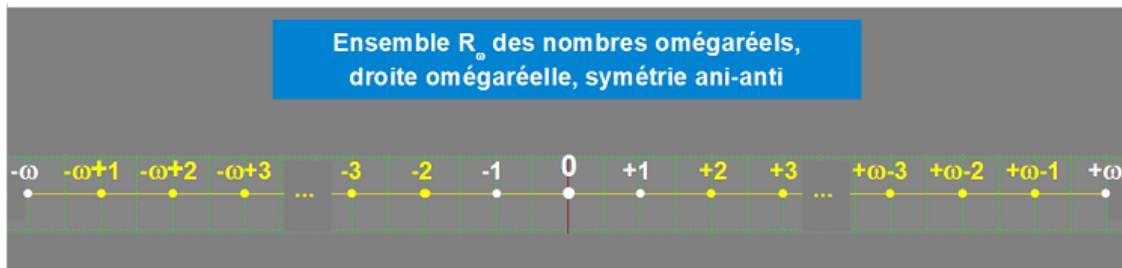 Ensemble Rω des nombres omégaréels,
droite omégaréelle, symétrie ani-anti
-ω -ω+1 -ω+2 -ω+3 ... -3 -2 -1 0 +1 +2 +3 ... +ω-3 +ω-2 +ω-1 +ω